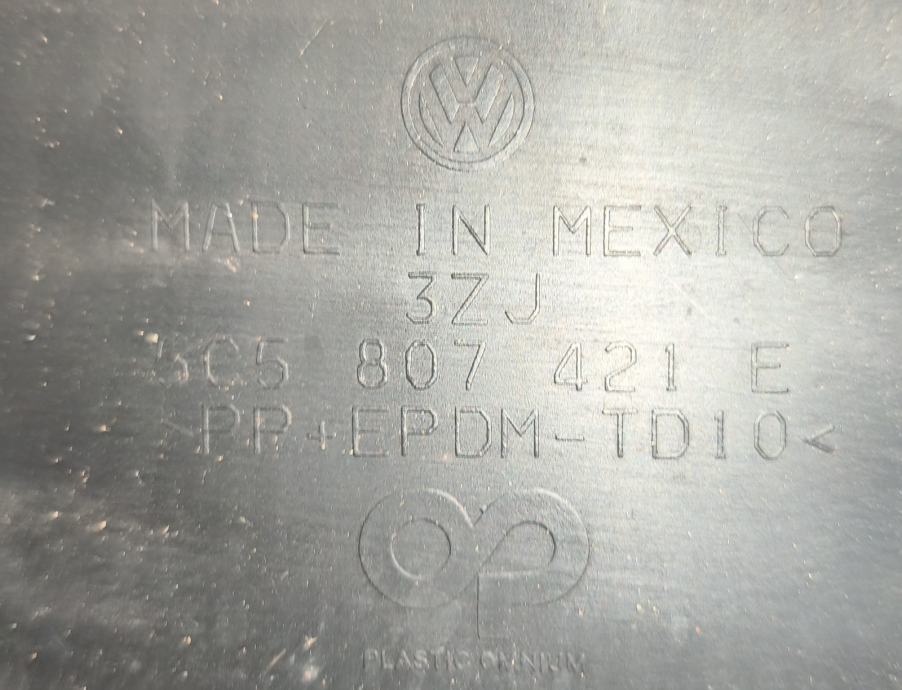 MADE IN MEXICO
3ZJ
5C5 807 421 E
>PP+EPDM-TD10<
PLASTIC OMNIUM